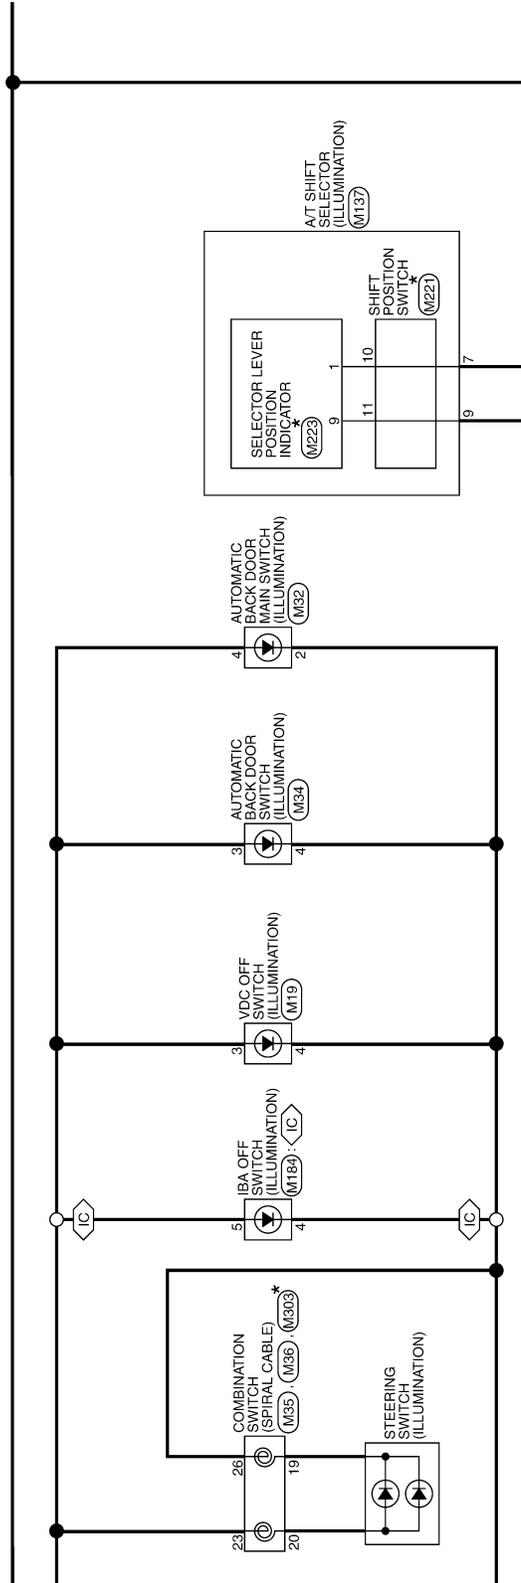 A/T SHIFT
SELECTOR
(ILLUMINATION)
M137
SHIFT
POSITION
SWITCH
*
M221
SELECTOR LEVER
POSITION
INDICATOR
*
M223
1
10
7
9
11
9
AUTOMATIC
BACK DOOR
MAIN SWITCH
(ILLUMINATION)
M32
4
2
AUTOMATIC
BACK DOOR
SWITCH
(ILLUMINATION)
M34
3
4
VDC OFF
SWITCH
(ILLUMINATION)
M19
3
4
IBA OFF
SWITCH
(ILLUMINATION)
M184 : IC
IC
5
4
IC
COMBINATION
SWITCH
(SPIRAL CABLE)
*
M35 , M36 , M303
26
19
23
20
STEERING
SWITCH
(ILLUMINATION)